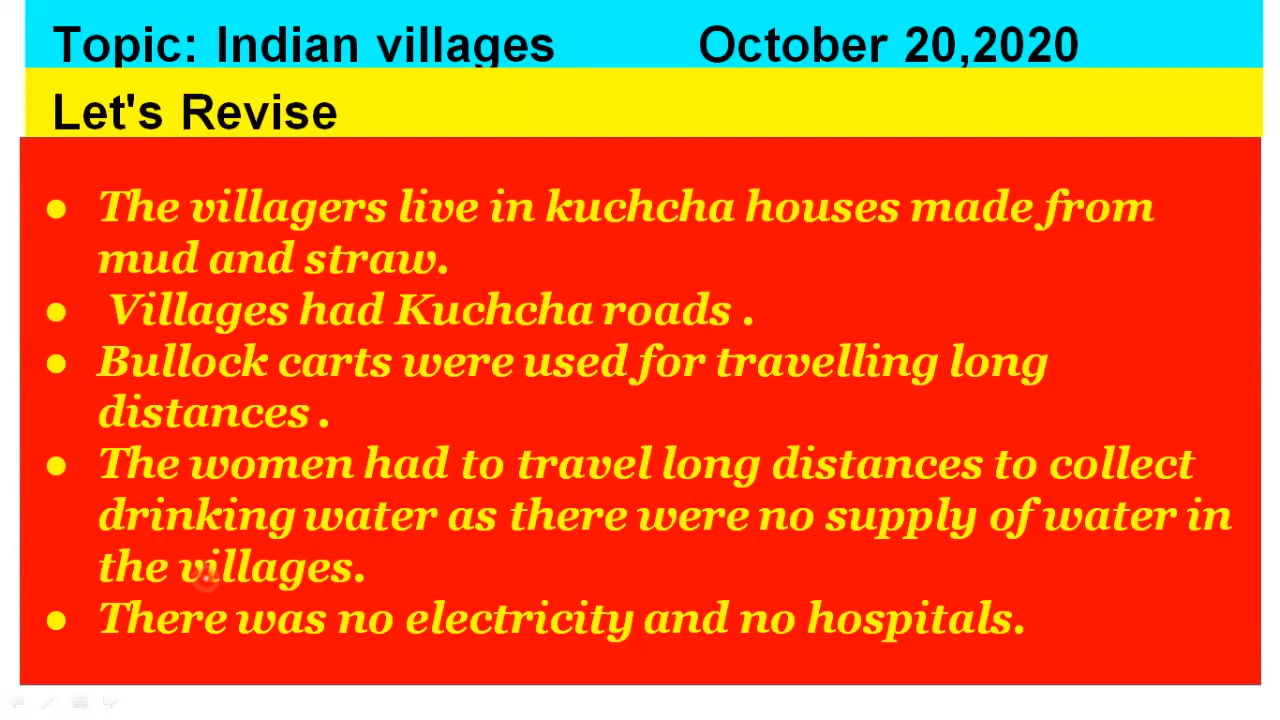 Topic: Indian villages October 20,2020
Let's Revise
● The villagers live in kuchcha houses made from
mud and straw.
● Villages had Kuchcha roads .
● Bullock carts were used for travelling long
distances .
● The women had to travel long distances to collect
drinking water as there were no supply of water in
the villages.
● There was no electricity and no hospitals.